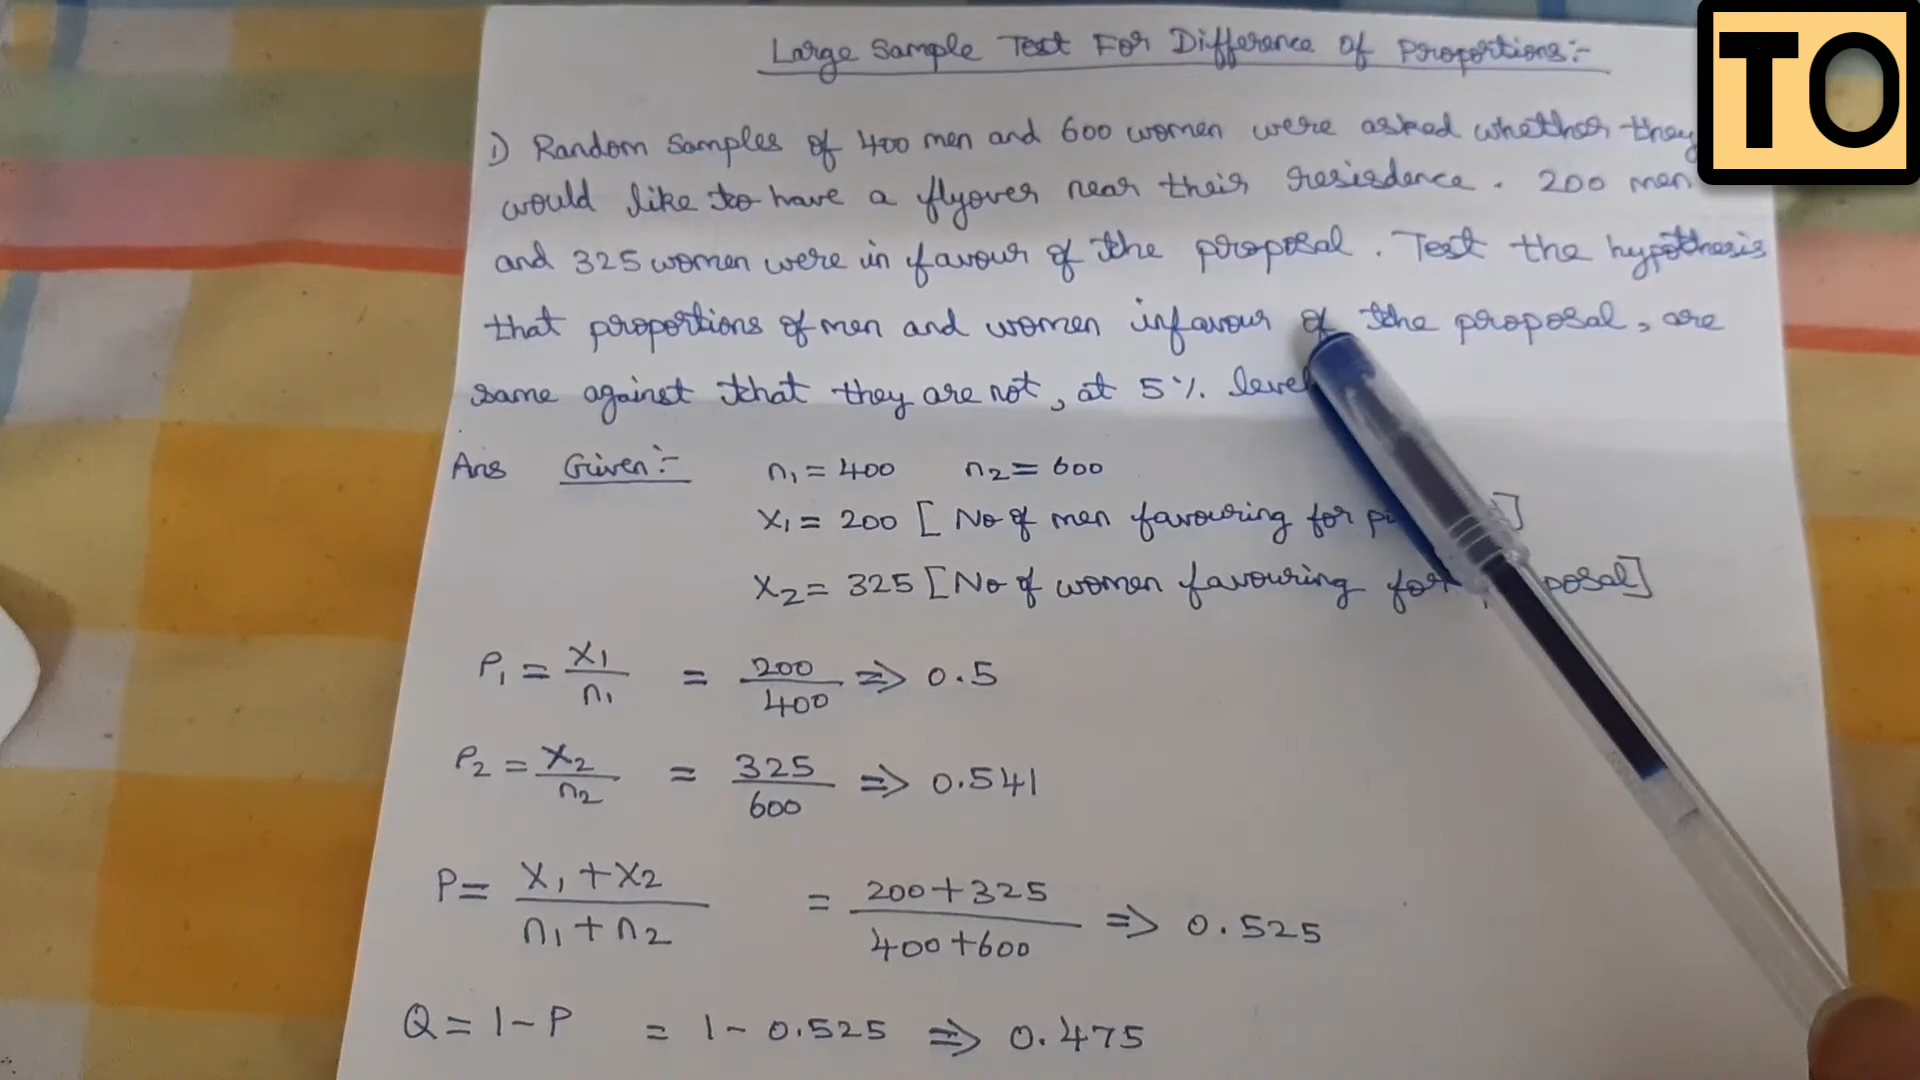 Large Sample Test For Difference of Proportions:-
TO
1) Random Samples of 400 men and 600 women were asked whether they
would like to have a flyover near their resisdence. 200 men
and 325 women were in favour of the proposal. Test the hypothesis
that proportions of men and women infavour of the proposal, are
same against that they are not, at 5% level
Ans Given:- n₁ = 400 n₂ = 600
X₁ = 200 [No of men favouring for ]
X₂ = 325 [No of women favouring for posal]
P₁ = X₁/n₁ = 200/400 => 0.5
P₂ = X₂/n₂ = 325/600 => 0.541
P = X₁+X₂/n₁+n₂ = 200+325/400+600 => 0.525
Q = 1-P = 1-0.525 => 0.475